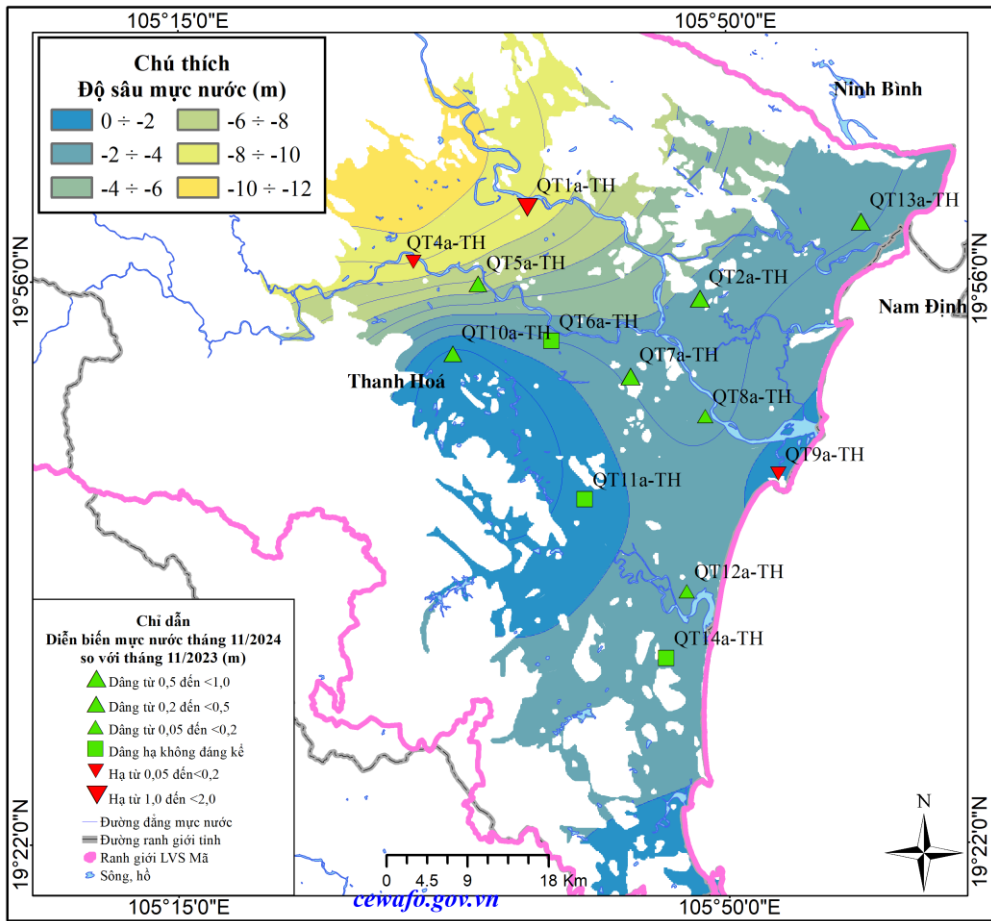 105°15'0"E
105°50'0"E
Chú thích
Độ sâu mực nước (m)
0 ÷ -2
-6 ÷ -8
-2 ÷ -4
-8 ÷ -10
-4 ÷ -6
-10 ÷ -12
Ninh Bình
QT1a-TH
QT13a-TH
QT4a-TH
QT5a-TH
19°56'0"N
19°56'0"N
QT2a-TH
Nam Định
QT6a-TH
QT10a-TH
QT7a-TH
Thanh Hoá
QT8a-TH
QT9a-TH
QT11a-TH
QT12a-TH
QT14a-TH
Chỉ dẫn
Diễn biến mực nước tháng 11/2024
so với tháng 11/2023 (m)
Dâng từ 0,5 đến <1,0
Dâng từ 0,2 đến <0,5
Dâng từ 0,05 đến <0,2
Dâng hạ không đáng kể
Hạ từ 0,05 đến<0,2
Hạ từ 1,0 đến <2,0
Đường đẳng mực nước
Đường ranh giới tỉnh
Ranh giới LVS Mã
Sông, hồ
19°22'0"N
19°22'0"N
N
0 4,5 9 18 Km
cewafo.gov.vn
105°15'0"E
105°50'0"E